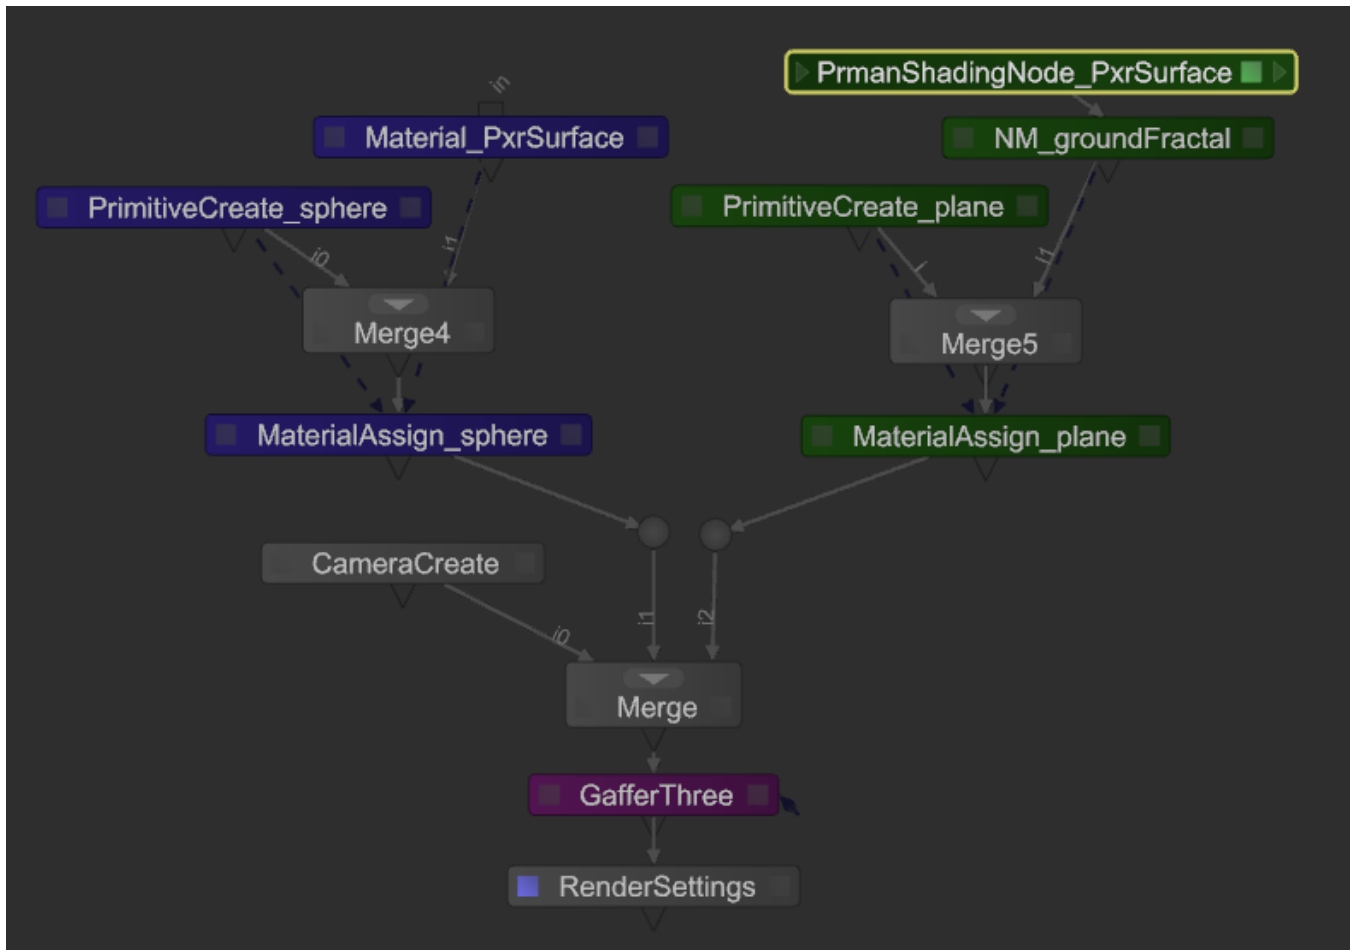 PrmanShadingNode_PxrSurface
in
Material_PxrSurface
NM_groundFractal
PrimitiveCreate_sphere
PrimitiveCreate_plane
i0
i1
i1
Merge4
Merge5
MaterialAssign_sphere
MaterialAssign_plane
CameraCreate
i0
i1
i2
Merge
GafferThree
RenderSettings